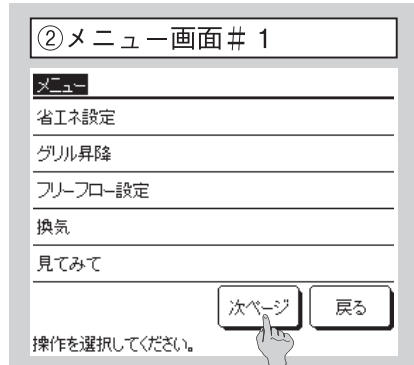 ②メニュー画面＃1
メニュー
省エネ設定
グリル昇降
フリーフロー設定
換気
見てみて
次ページ 戻る
操作を選択してください。